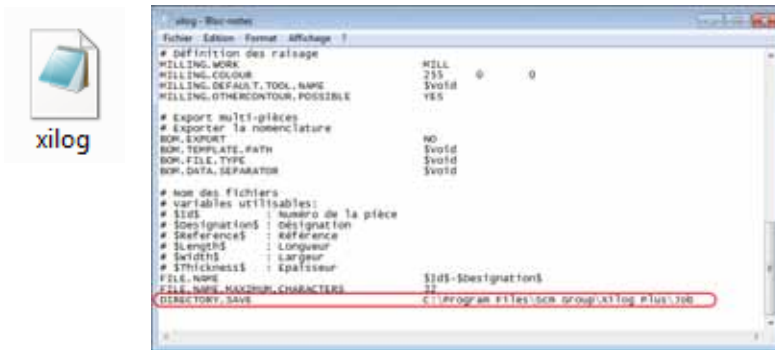 xilog
xilog - Bloc-notes
Fichier Edition Format Affichage ?
# Définition des raisage
MILLING.WORK MILL
MILLING.COLOUR 255 0 0
MILLING.DEFAULT.TOOL.NAME $void
MILLING.OTHERCONTOUR.POSSIBLE YES
# Export multi-pièces
# Exporter la nomenclature
BOM.EXPORT NO
BOM.TEMPLATE.PATH $void
BOM.FILE.TYPE $void
BOM.DATA.SEPARATOR $void
# Nom des fichiers
# variables utilisables:
# $Id$ : Numéro de la pièce
# $Designation$ : Désignation
# $Reference$ : Référence
# $Length$ : Longueur
# $width$ : Largeur
# $Thickness$ : Epaisseur
FILE.NAME $Id$-$Designation$
FILE.NAME.MAXIMUM.CHARACTERS 32
DIRECTORY.SAVE C:\Program Files\SCM Group\Xilog Plus\Job